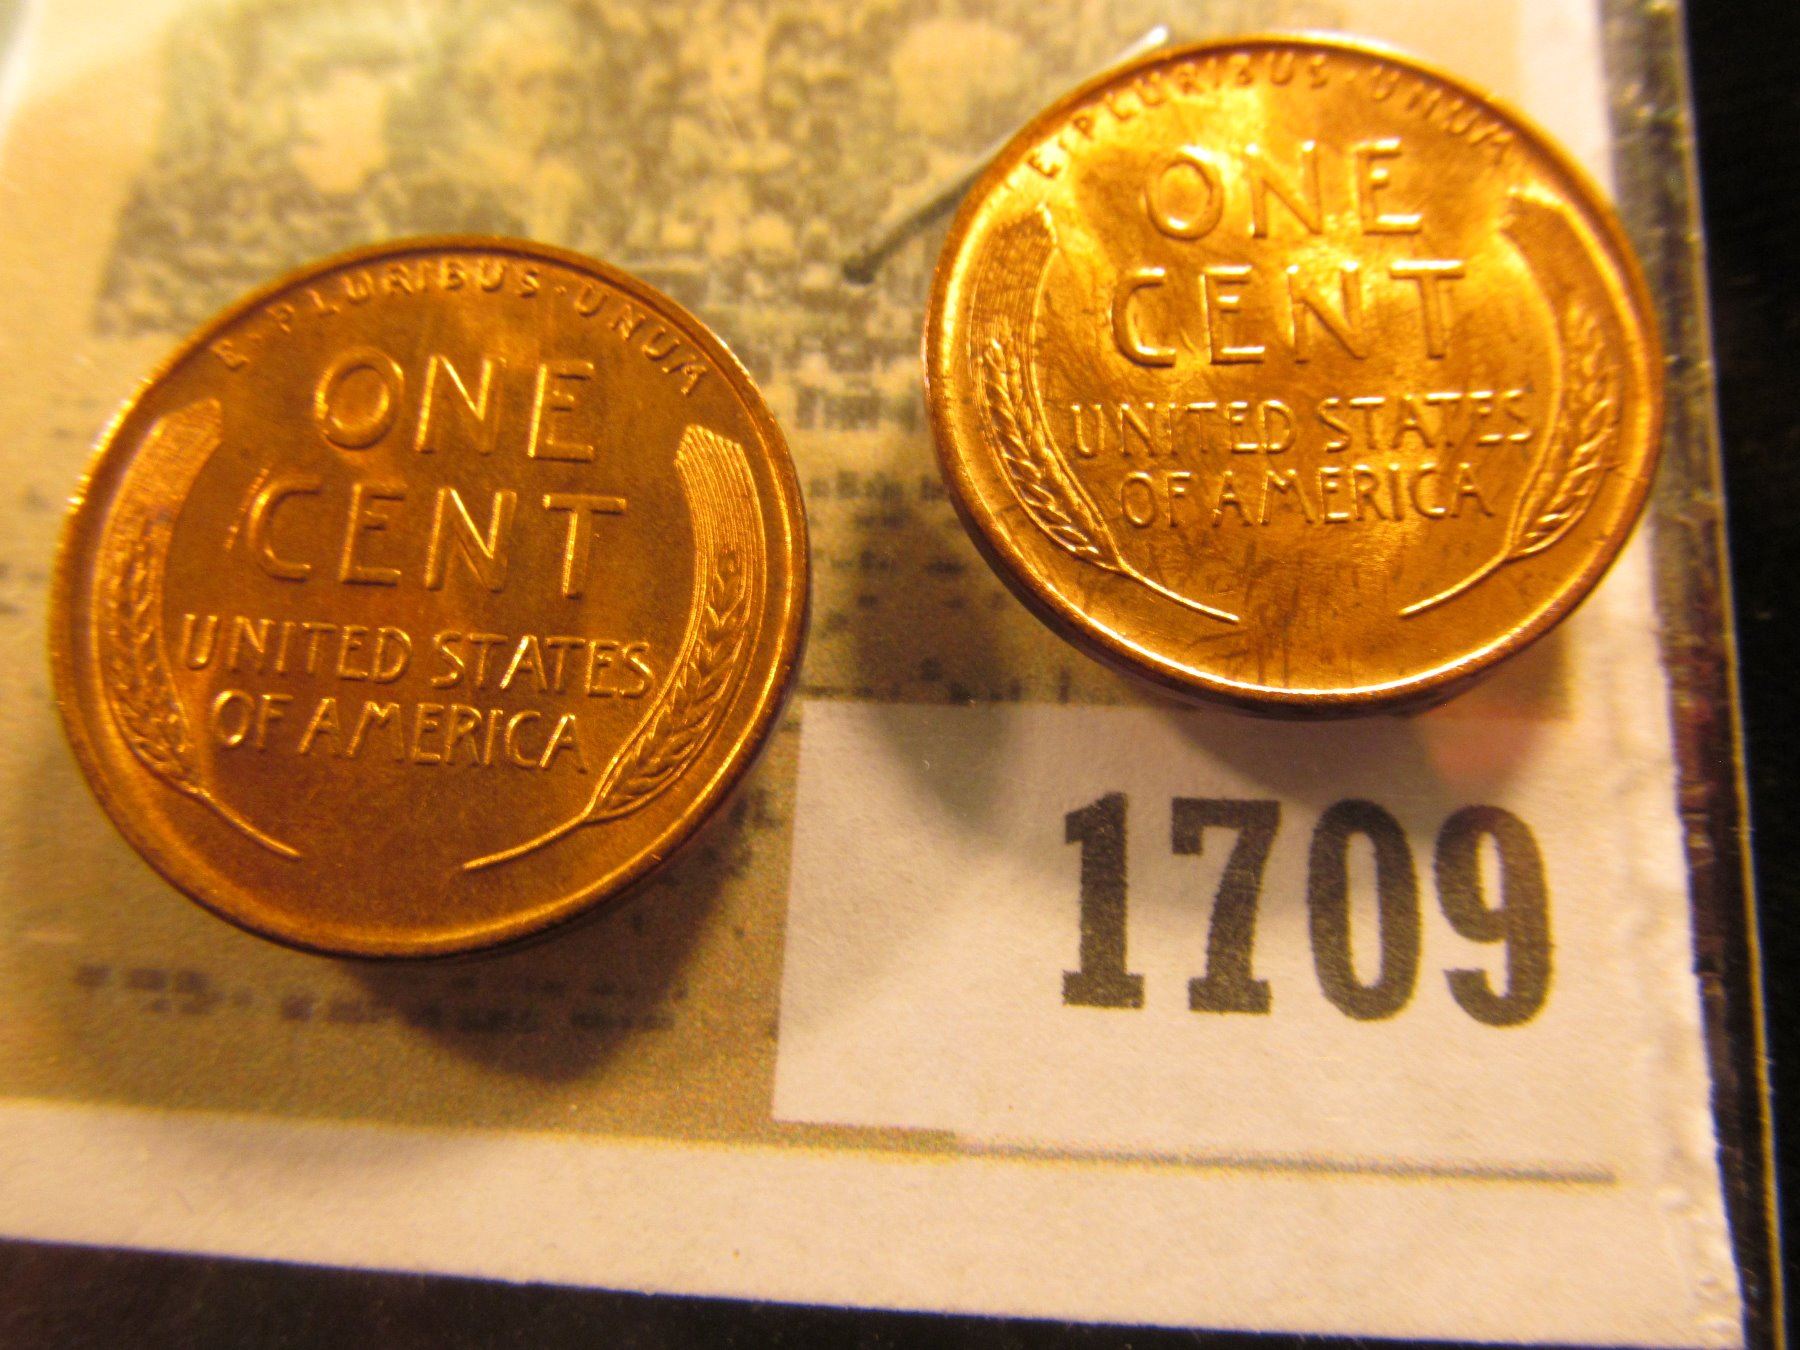 E·PLURIBUS·UNUM
ONE
CENT
UNITED STATES
OF AMERICA
E·PLURIBUS·UNUM
ONE
CENT
UNITED STATES
OF AMERICA
1709